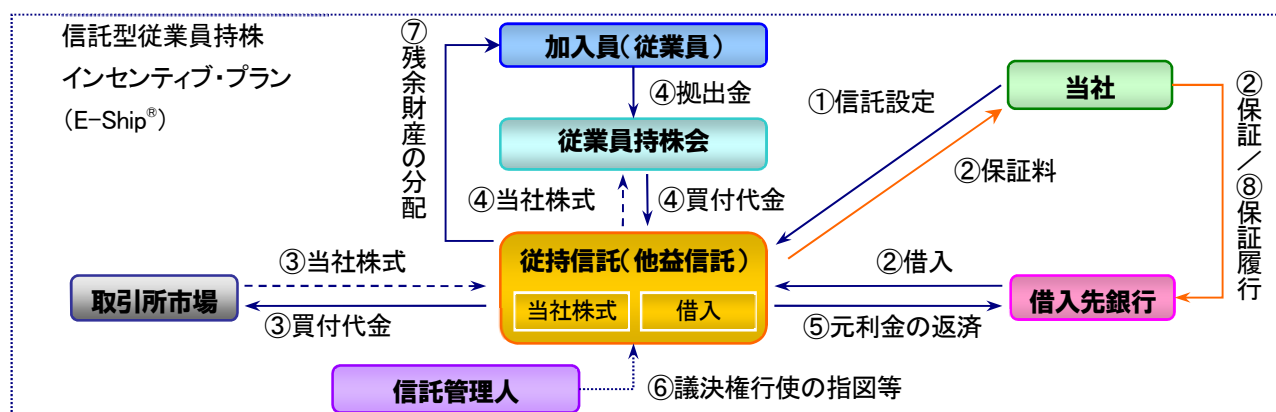 信託型従業員持株
インセンティブ・プラン
(E-Ship®)
⑦残余財産の分配
加入員(従業員)
④拠出金
従業員持株会
④当社株式
④買付代金
①信託設定
②保証料
当社
②保証/⑧保証履行
従持信託(他益信託)
当社株式
借入
③当社株式
取引所市場
③買付代金
②借入
借入先銀行
⑤元利金の返済
信託管理人
⑥議決権行使の指図等